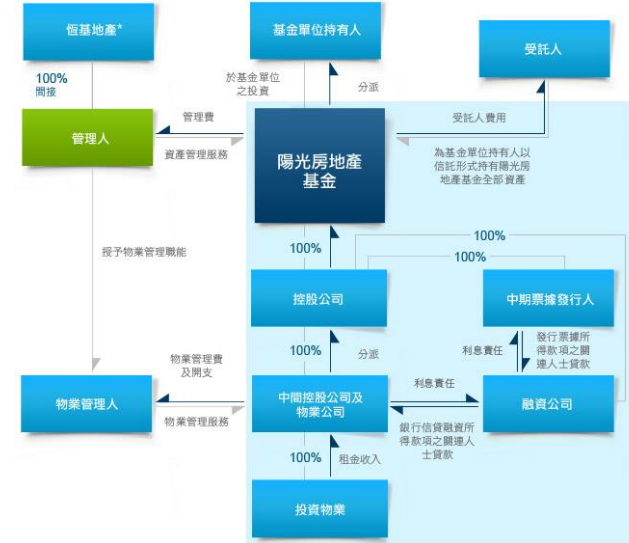 恆基地產*
基金單位持有人
受託人
100%
間接
於基金單位
之投資
分派
管理費
受託人費用
管理人
資產管理服務
陽光房地產
基金
為基金單位持有人以
信託形式持有陽光房
地產基金全部資產
100%
100%
授予物業管理職能
100%
控股公司
中期票據發行人
物業管理費
及開支
100%
分派
利息責任
發行票據所
得款項之關
連人士貸款
利息責任
物業管理人
中間控股公司及
物業公司
融資公司
物業管理服務
銀行信貸融資所
得款項之關連人
士貸款
100%
租金收入
投資物業